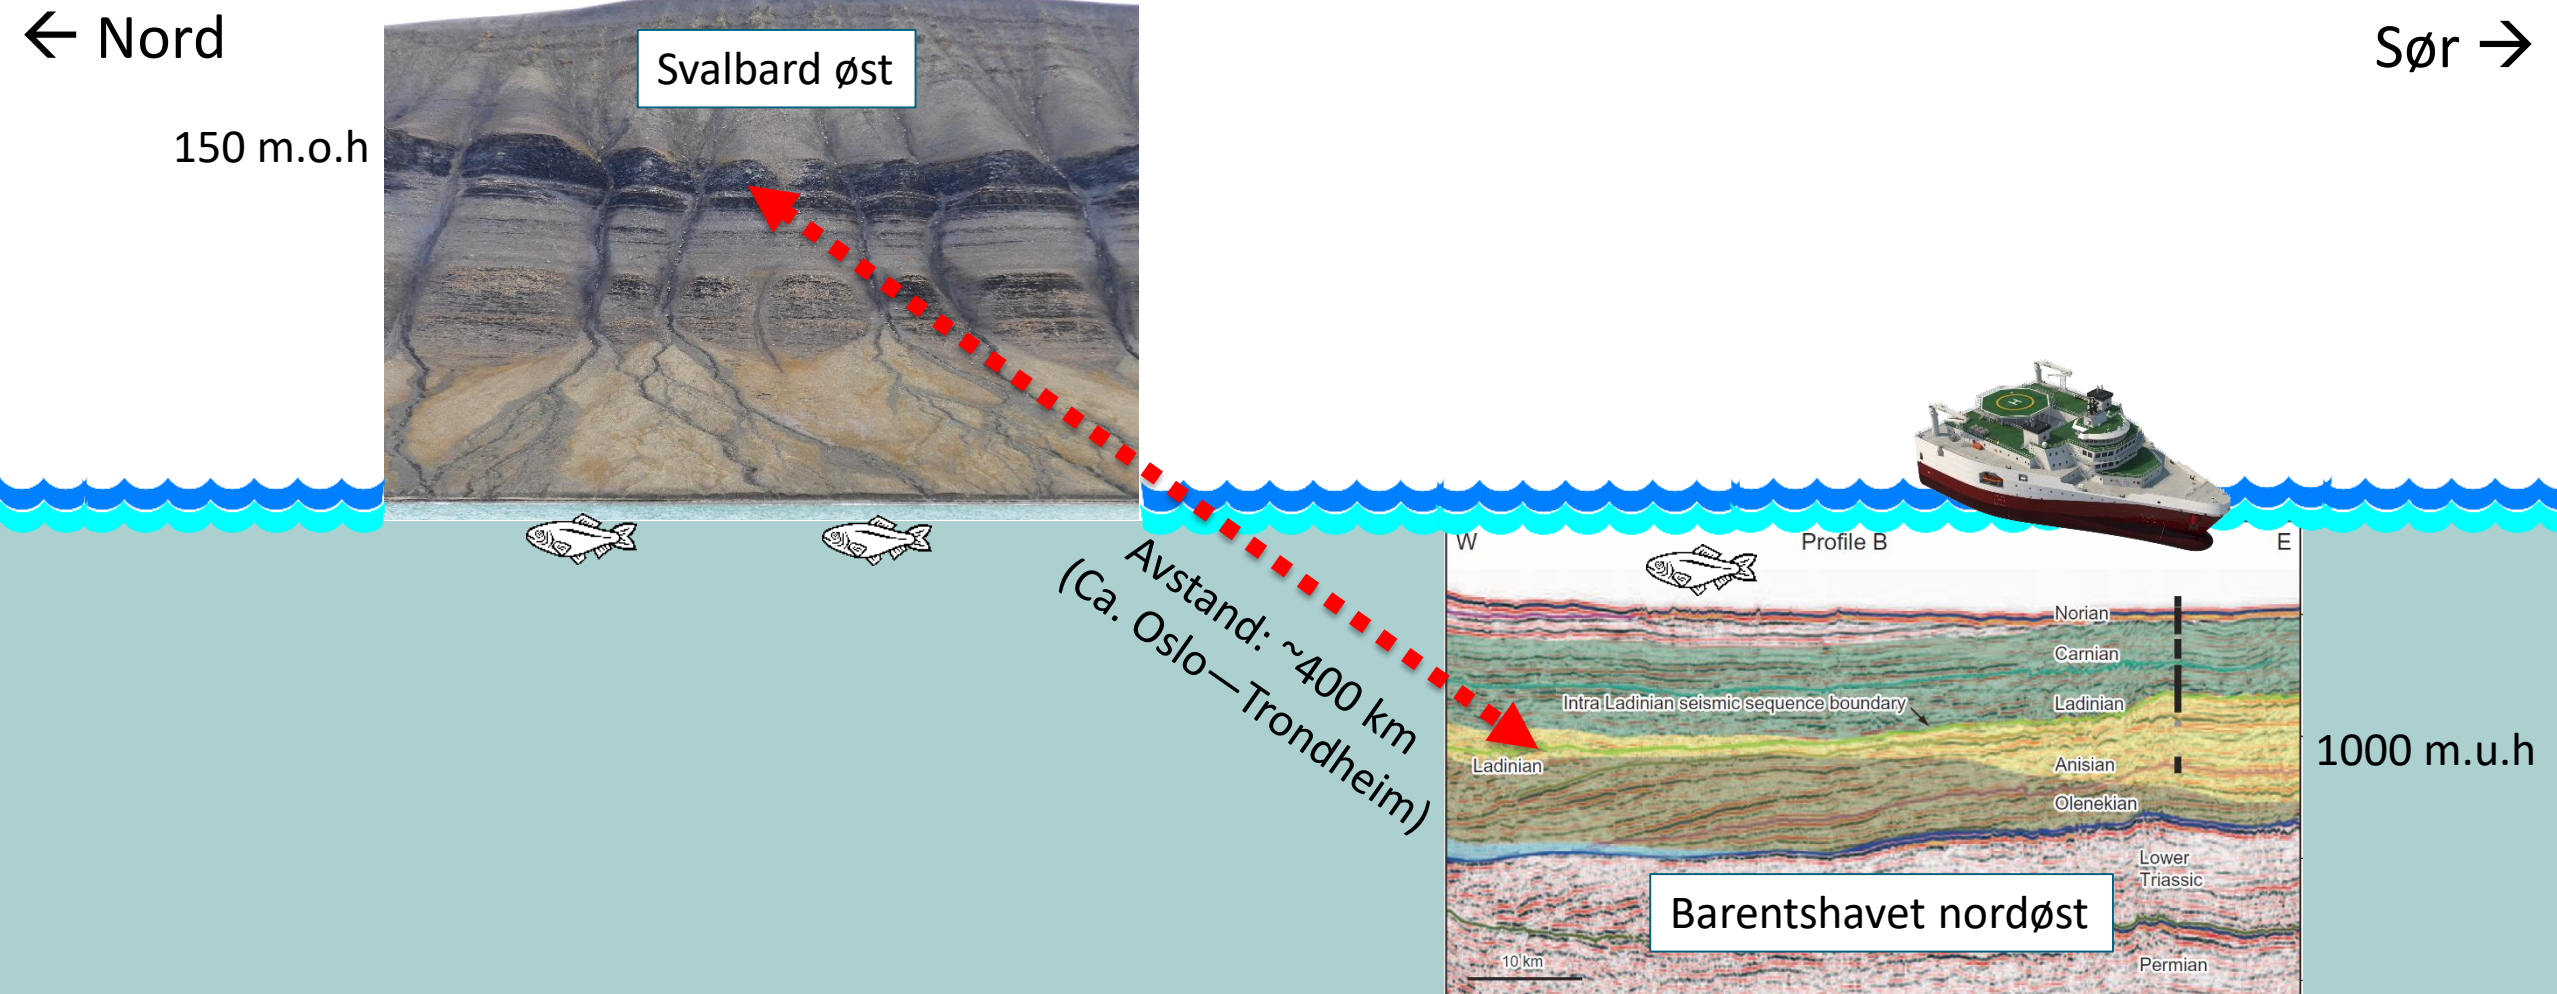 ← Nord
Sør →
Svalbard øst
150 m.o.h
W
Profile B
E
Avstand: ~400 km
(Ca. Oslo—Trondheim)
Norian
Carnian
Intra Ladinian seismic sequence boundary
Ladinian
Ladinian
Anisian
1000 m.u.h
Olenekian
Lower
Triassic
Barentshavet nordøst
10 km
Permian
H